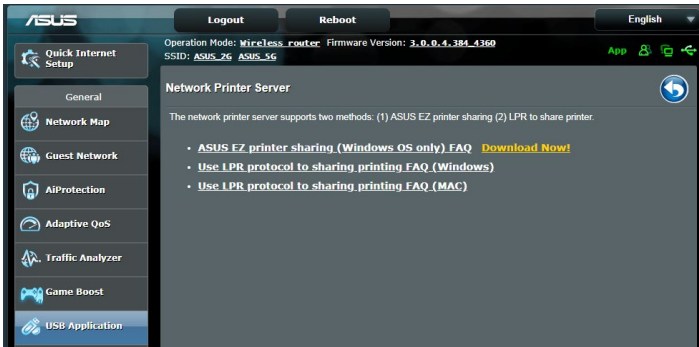 ASUS
Logout
Reboot
English
Operation Mode: Wireless router Firmware Version: 3.0.0.4.384_4360
SSID: ASUS_2G ASUS_5G
App
Quick Internet
Setup
General
Network Map
Guest Network
AiProtection
Adaptive QoS
Traffic Analyzer
Game Boost
USB Application
Network Printer Server
The network printer server supports two methods: (1) ASUS EZ printer sharing (2) LPR to share printer.
ASUS EZ printer sharing (Windows OS only) FAQ Download Now!
Use LPR protocol to sharing printing FAQ (Windows)
Use LPR protocol to sharing printing FAQ (MAC)